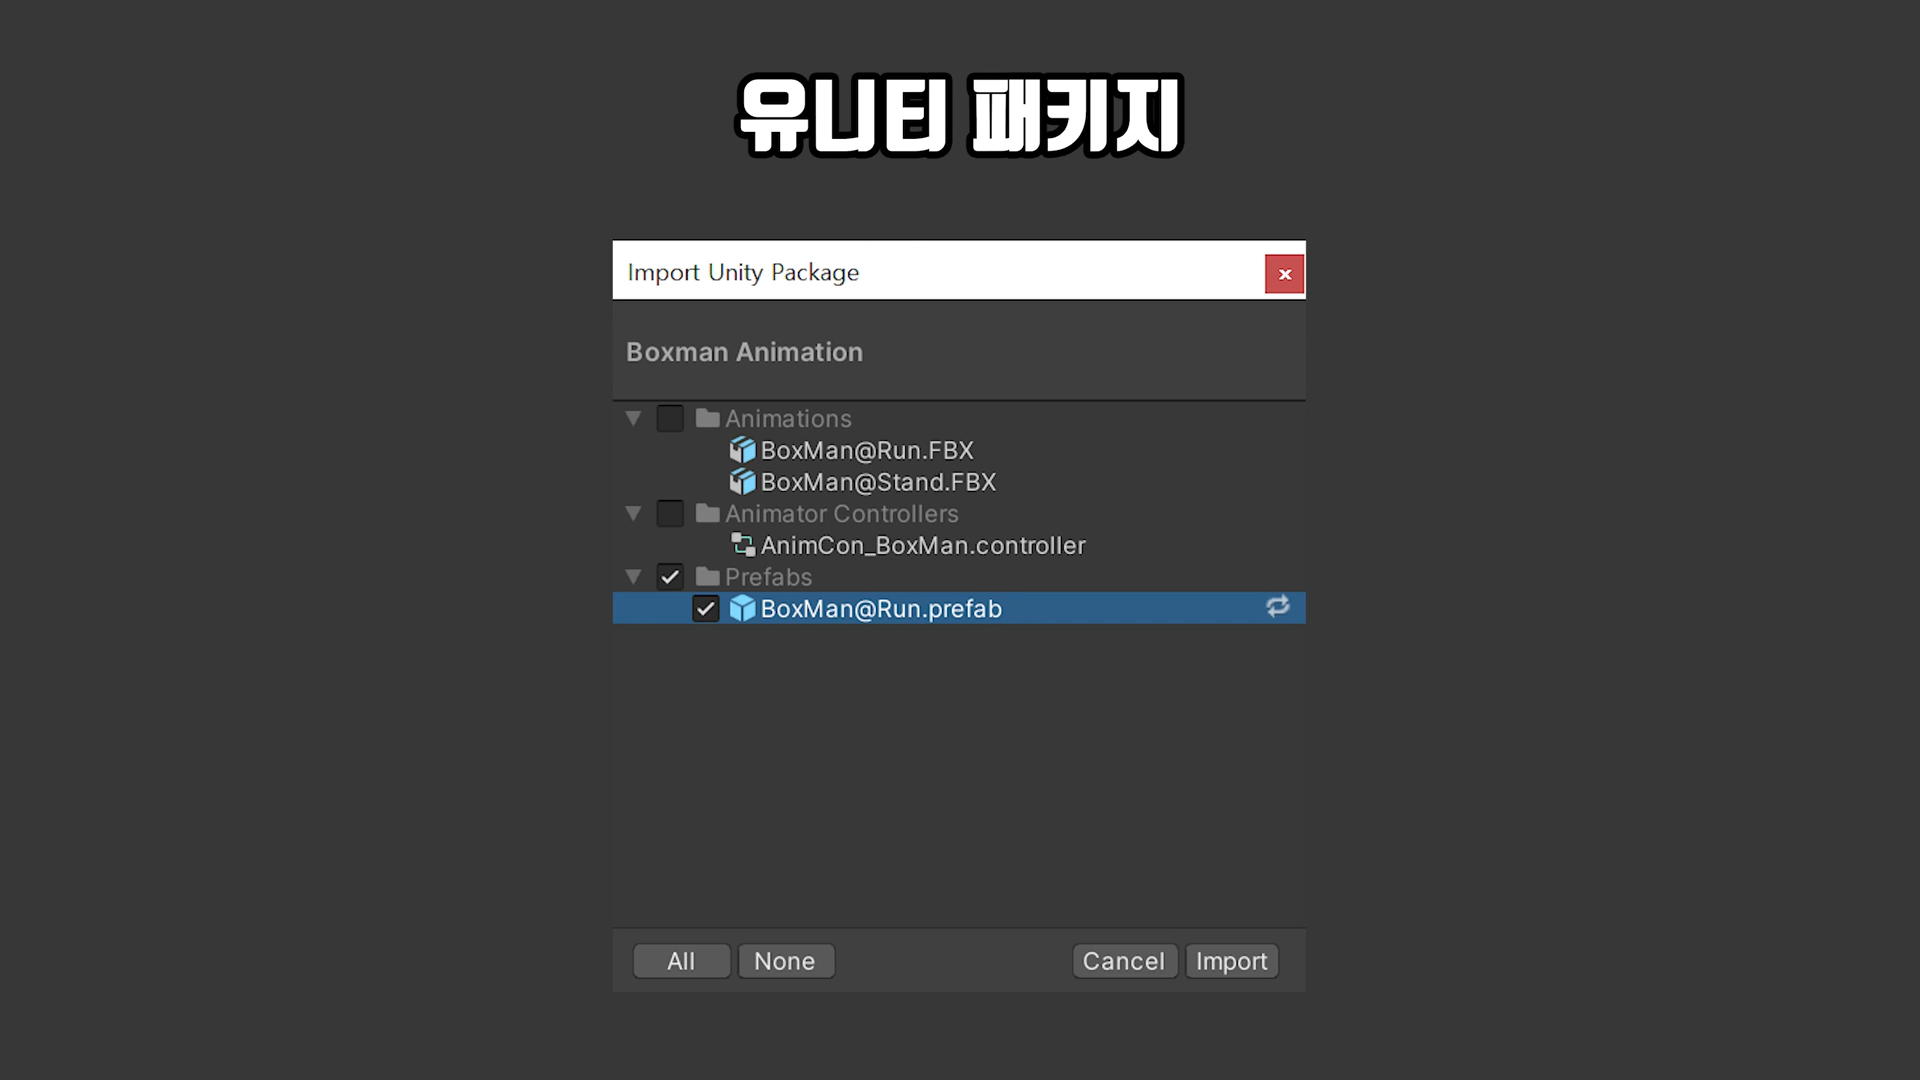 유니티 패키지
Import Unity Package
Boxman Animation
Animations
BoxMan@Run.FBX
BoxMan@Stand.FBX
Animator Controllers
AnimCon_BoxMan.controller
Prefabs
BoxMan@Run.prefab
All None Cancel Import